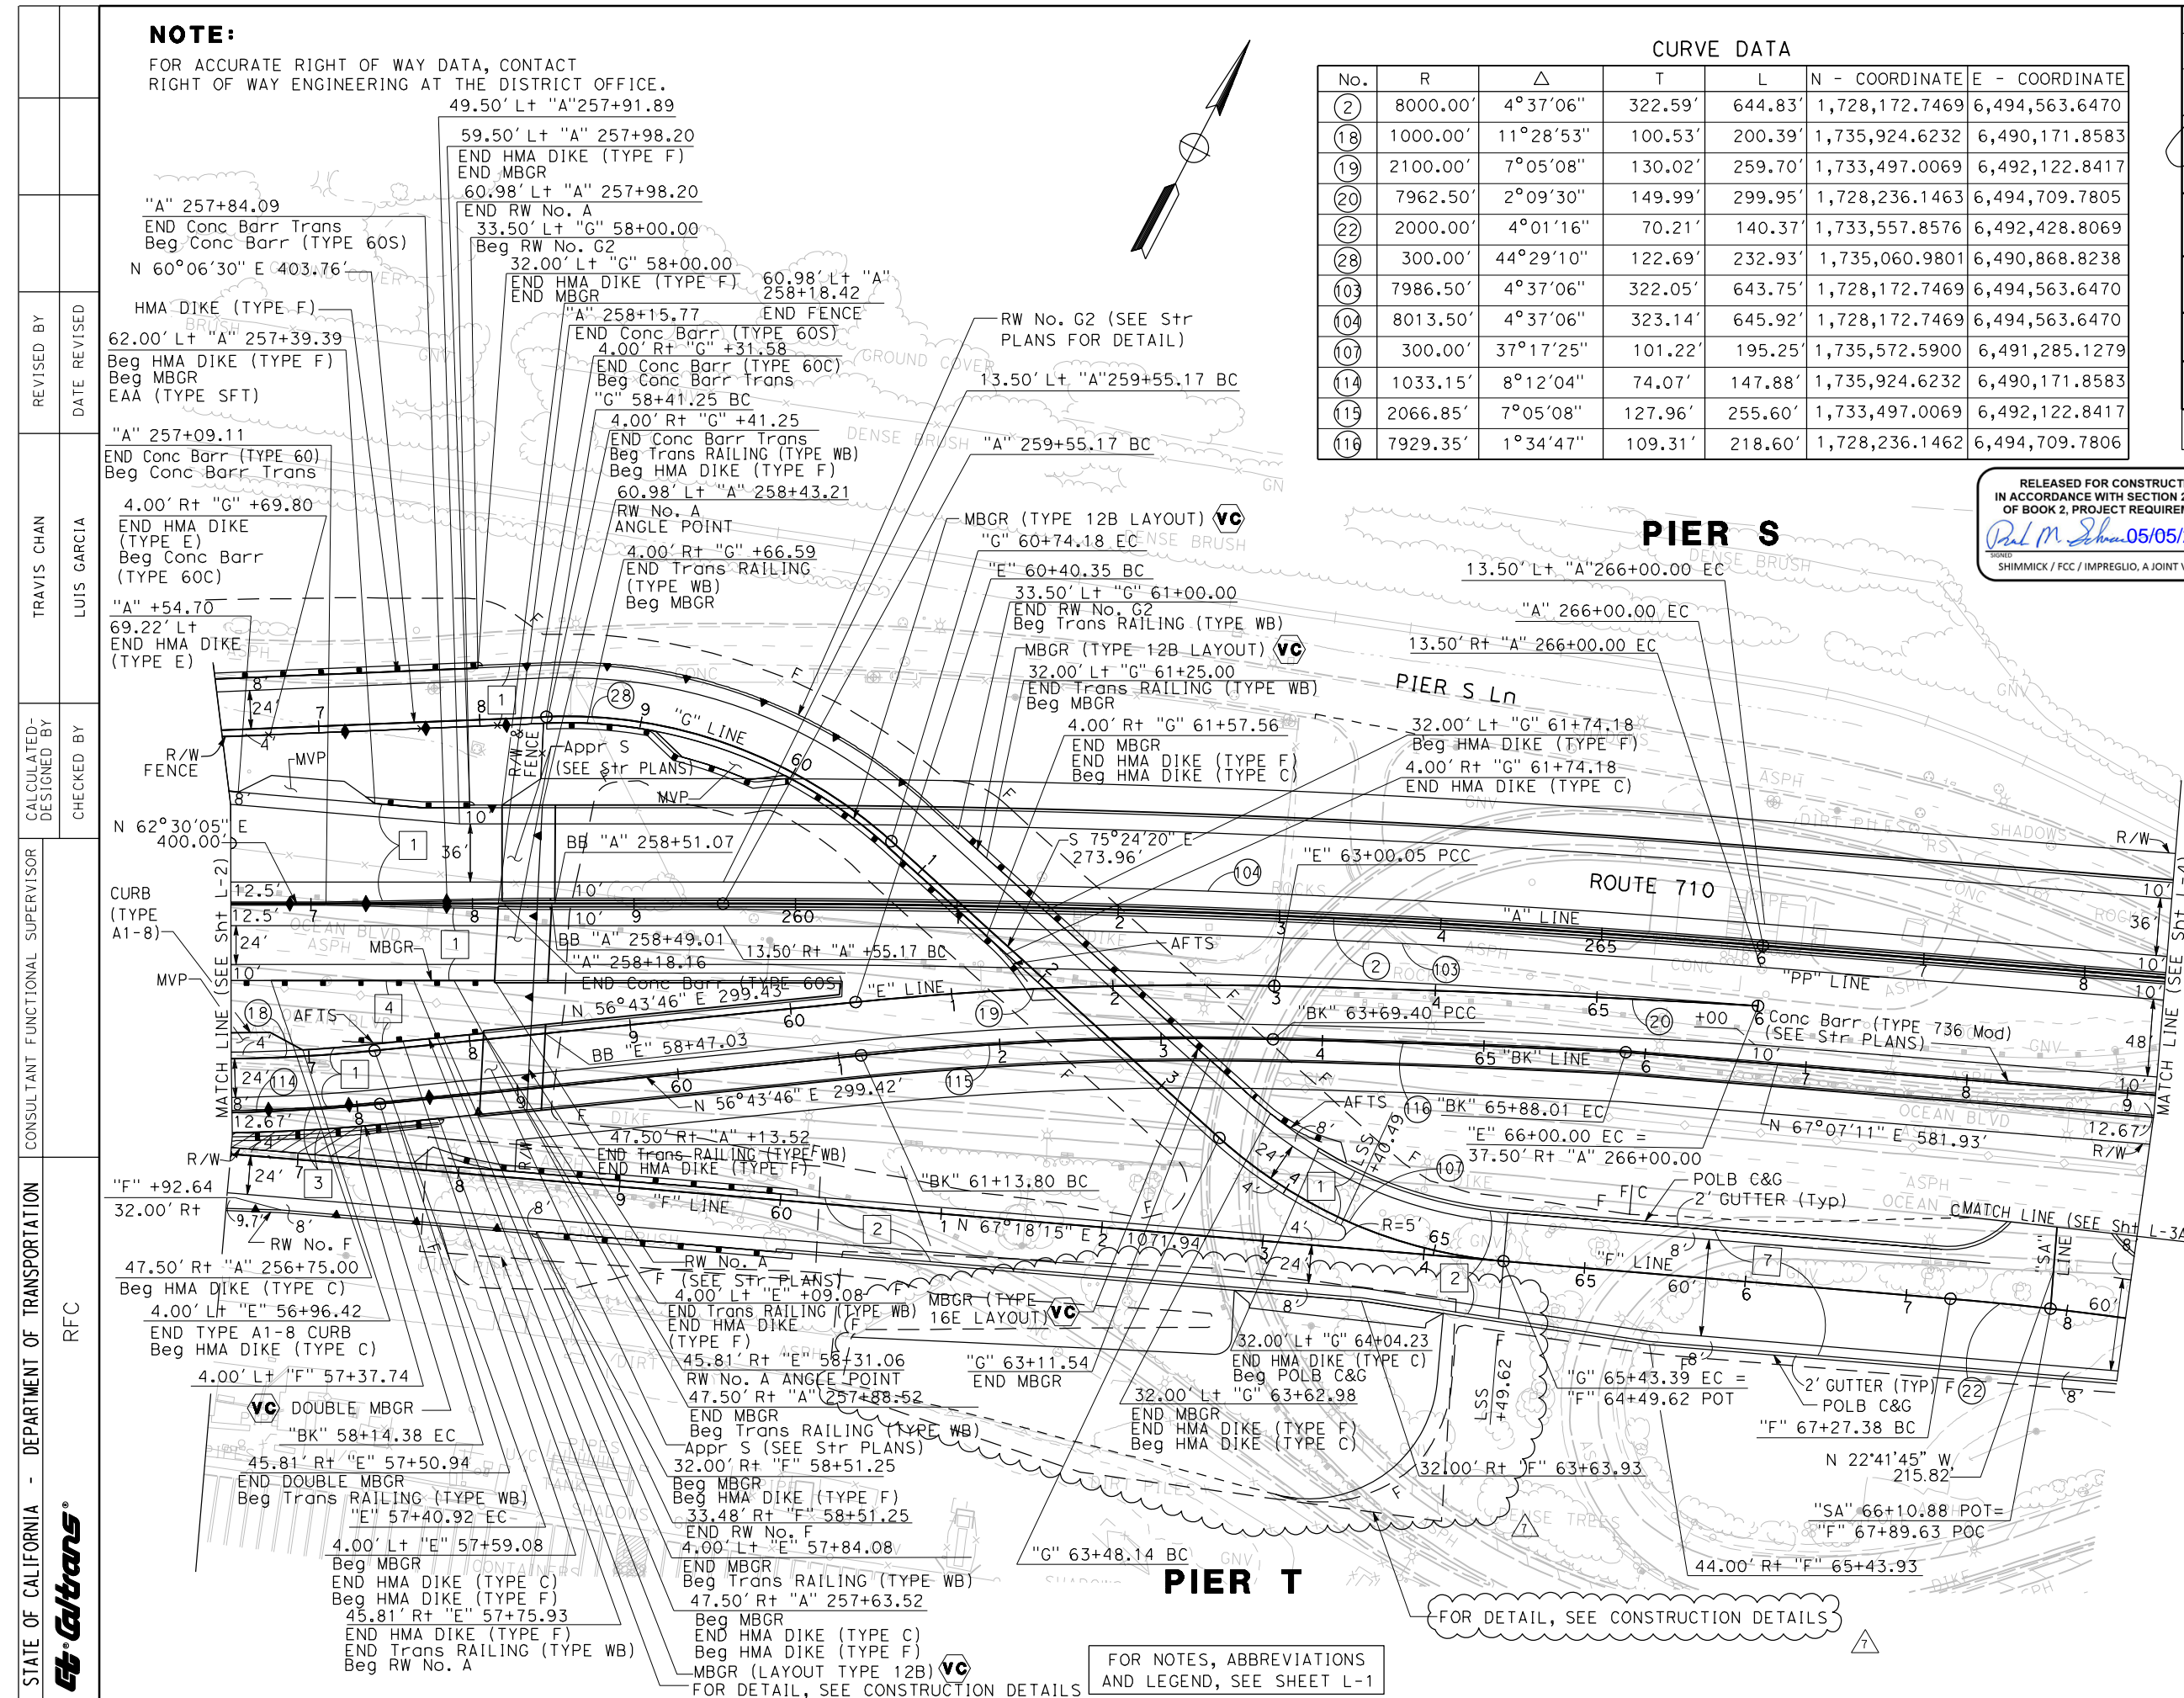 NOTE:
FOR ACCURATE RIGHT OF WAY DATA, CONTACT
RIGHT OF WAY ENGINEERING AT THE DISTRICT OFFICE.
49.50' Lt "A"257+91.89
59.50' Lt "A" 257+98.20
END HMA DIKE (TYPE F)
END MBGR
60.98' Lt "A" 257+98.20
END RW No. A
33.50' Lt "G" 58+00.00
Beg RW No. G2
32.00' Lt "G" 58+00.00
END HMA DIKE (TYPE F)
END MBGR
60.98' Lt "A"
258+18.42
END FENCE
"A" 258+15.77
END Conc Barr (TYPE 60S)
4.00' Rt "G" +31.58
END Conc Barr (TYPE 60C)
Beg Conc Barr Trans
"G" 58+41.25 BC
4.00' Rt "G" +41.25
END Conc Barr Trans
Beg Trans RAILING (TYPE WB)
Beg HMA DIKE (TYPE F)
60.98' Lt "A" 258+43.21
RW No. A
ANGLE POINT
4.00' Rt "G" +66.59
END Trans RAILING
(TYPE WB)
Beg MBGR
"A" 257+84.09
END Conc Barr Trans
Beg Conc Barr (TYPE 60S)
N 60°06'30" E 403.76'
HMA DIKE (TYPE F)
62.00' Lt "A" 257+39.39
Beg HMA DIKE (TYPE F)
Beg MBGR
EAA (TYPE SFT)
"A" 257+09.11
END Conc Barr (TYPE 60)
Beg Conc Barr Trans
4.00' Rt "G" +69.80
END HMA DIKE
(TYPE E)
Beg Conc Barr
(TYPE 60C)
"A" +54.70
69.22' Lt
END HMA DIKE
(TYPE E)
RW No. G2 (SEE Str
PLANS FOR DETAIL)
13.50' Lt "A"259+55.17 BC
"A" 259+55.17 BC
MBGR (TYPE 12B LAYOUT) VC
"G" 60+74.18 EC
"E" 60+40.35 BC
33.50' Lt "G" 61+00.00
END RW No. G2
Beg Trans RAILING (TYPE WB)
MBGR (TYPE 12B LAYOUT) VC
32.00' Lt "G" 61+25.00
END Trans RAILING (TYPE WB)
Beg MBGR
4.00' Rt "G" 61+57.56
END MBGR
END HMA DIKE (TYPE F)
Beg HMA DIKE (TYPE C)
CURVE DATA
No. R △ T L N - COORDINATE E - COORDINATE
2 8000.00' 4°37'06" 322.59' 644.83' 1,728,172.7469 6,494,563.6470
18 1000.00' 11°28'53" 100.53' 200.39' 1,735,924.6232 6,490,171.8583
19 2100.00' 7°05'08" 130.02' 259.70' 1,733,497.0069 6,492,122.8417
20 7962.50' 2°09'30" 149.99' 299.95' 1,728,236.1463 6,494,709.7805
22 2000.00' 4°01'16" 70.21' 140.37' 1,733,557.8576 6,492,428.8069
28 300.00' 44°29'10" 122.69' 232.93' 1,735,060.9801 6,490,868.8238
103 7986.50' 4°37'06" 322.05' 643.75' 1,728,172.7469 6,494,563.6470
104 8013.50' 4°37'06" 323.14' 645.92' 1,728,172.7469 6,494,563.6470
107 300.00' 37°17'25" 101.22' 195.25' 1,735,572.5900 6,491,285.1279
114 1033.15' 8°12'04" 74.07' 147.88' 1,735,924.6232 6,490,171.8583
115 2066.85' 7°05'08" 127.96' 255.60' 1,733,497.0069 6,492,122.8417
116 7929.35' 1°34'47" 109.31' 218.60' 1,728,236.1462 6,494,709.7806
RELEASED FOR CONSTRUCTI
IN ACCORDANCE WITH SECTION 2
OF BOOK 2, PROJECT REQUIREM
05/05/
SIGNED
SHIMMICK / FCC / IMPREGLIO, A JOINT V
PIER S
13.50' Lt "A"266+00.00 EC
"A" 266+00.00 EC
13.50' Rt "A" 266+00.00 EC
PIER S Ln
32.00' Lt "G" 61+74.18
Beg HMA DIKE (TYPE F)
4.00' Rt "G" 61+74.18
END HMA DIKE (TYPE C)
R/W
FENCE
MVP
R/W &
FENCE
Appr S
(SEE Str PLANS)
MVP
"G" LINE
N 62°30'05" E
400.00'
36'
BB "A" 258+51.07
S 75°24'20" E
273.96'
"E" 63+00.05 PCC
ROUTE 710
"A" LINE
R/W
CURB
(TYPE
A1-8)
MATCH LINE (SEE Sht L-2)
OCEAN BLVD
ASPH
MBGR
BB "A" 258+49.01
13.50' Rt "A" +55.17 BC
"A" 258+18.16
END Conc Barr (TYPE 60S)
AFTS
"PP" LINE
MVP
AFTS
N 56°43'46" E 299.43'
"E" LINE
BB "E" 58+47.03
"BK" 63+69.40 PCC
"BK" LINE
Conc Barr (TYPE 736 Mod)
(SEE Str PLANS)
N 56°43'46" E 299.42'
AFTS
"BK" 65+88.01 EC
"E" 66+00.00 EC =
37.50' Rt "A" 266+00.00
N 67°07'11" E 581.93'
12.67'
R/W
R/W
"F" +92.64
32.00' Rt
RW No. F
47.50' Rt "A" +13.52
END Trans RAILING (TYPE WB)
END HMA DIKE (TYPE F)
"BK" 61+13.80 BC
"F" LINE
N 67°18'15" E
1071.94'
LSS
+40.49
R=5'
POLB C&G
2' GUTTER (Typ)
MATCH LINE (SEE Sht L-3A
"SA"
LINE
47.50' Rt "A" 256+75.00
Beg HMA DIKE (TYPE C)
4.00' Lt "E" 56+96.42
END TYPE A1-8 CURB
Beg HMA DIKE (TYPE C)
4.00' Lt "F" 57+37.74
VC DOUBLE MBGR
"BK" 58+14.38 EC
45.81' Rt "E" 57+50.94
END DOUBLE MBGR
Beg Trans RAILING (TYPE WB)
"E" 57+40.92 EC
4.00' Lt "E" 57+59.08
Beg MBGR
END HMA DIKE (TYPE C)
Beg HMA DIKE (TYPE F)
45.81' Rt "E" 57+75.93
END HMA DIKE (TYPE F)
END Trans RAILING (TYPE WB)
Beg RW No. A
RW No. A
(SEE Str PLANS)
4.00' Lt "E" +09.08
END Trans RAILING (TYPE WB)
END HMA DIKE
(TYPE F)
45.81' Rt "E" 58+31.06
RW No. A ANGLE POINT
47.50' Rt "A" 257+88.52
END MBGR
Beg Trans RAILING (TYPE WB)
Appr S (SEE Str PLANS)
32.00' Rt "F" 58+51.25
Beg MBGR
Beg HMA DIKE (TYPE F)
33.48' Rt "F" 58+51.25
END RW No. F
4.00' Lt "E" 57+84.08
END MBGR
Beg Trans RAILING (TYPE WB)
47.50' Rt "A" 257+63.52
Beg MBGR
END HMA DIKE (TYPE C)
Beg HMA DIKE (TYPE F)
MBGR (LAYOUT TYPE 12B) VC
FOR DETAIL, SEE CONSTRUCTION DETAILS
MBGR (TYPE
16E LAYOUT) VC
"G" 63+11.54
END MBGR
32.00' Lt "G" 64+04.23
END HMA DIKE (TYPE C)
Beg POLB C&G
32.00' Lt "G" 63+62.98
END MBGR
END HMA DIKE (TYPE F)
Beg HMA DIKE (TYPE C)
LSS
+49.62
"F" LINE
"G" 65+43.39 EC =
"F" 64+49.62 POT
2' GUTTER (TYP)
POLB C&G
"F" 67+27.38 BC
N 22°41'45" W
215.82'
32.00' Rt "F" 63+63.93
"SA" 66+10.88 POT=
"F" 67+89.63 POC
"G" 63+48.14 BC
44.00' Rt "F" 65+43.93
PIER T
FOR DETAIL, SEE CONSTRUCTION DETAILS
FOR NOTES, ABBREVIATIONS
AND LEGEND, SEE SHEET L-1
STATE OF CALIFORNIA - DEPARTMENT OF TRANSPORTATION
Caltrans
CONSULTANT FUNCTIONAL SUPERVISOR
RFC
CALCULATED-
DESIGNED BY
CHECKED BY
TRAVIS CHAN
LUIS GARCIA
REVISED BY
DATE REVISED